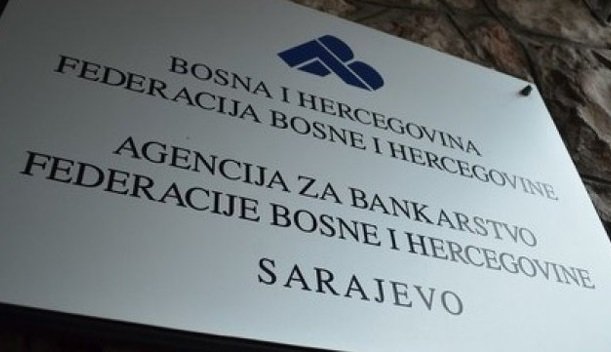 BOSNA I HERCEGOVINA
FEDERACIJA BOSNE I HERCEGOVINE
AGENCIJA ZA BANKARSTVO
FEDERACIJE BOSNE I HERCEGOVINE
SARAJEVO